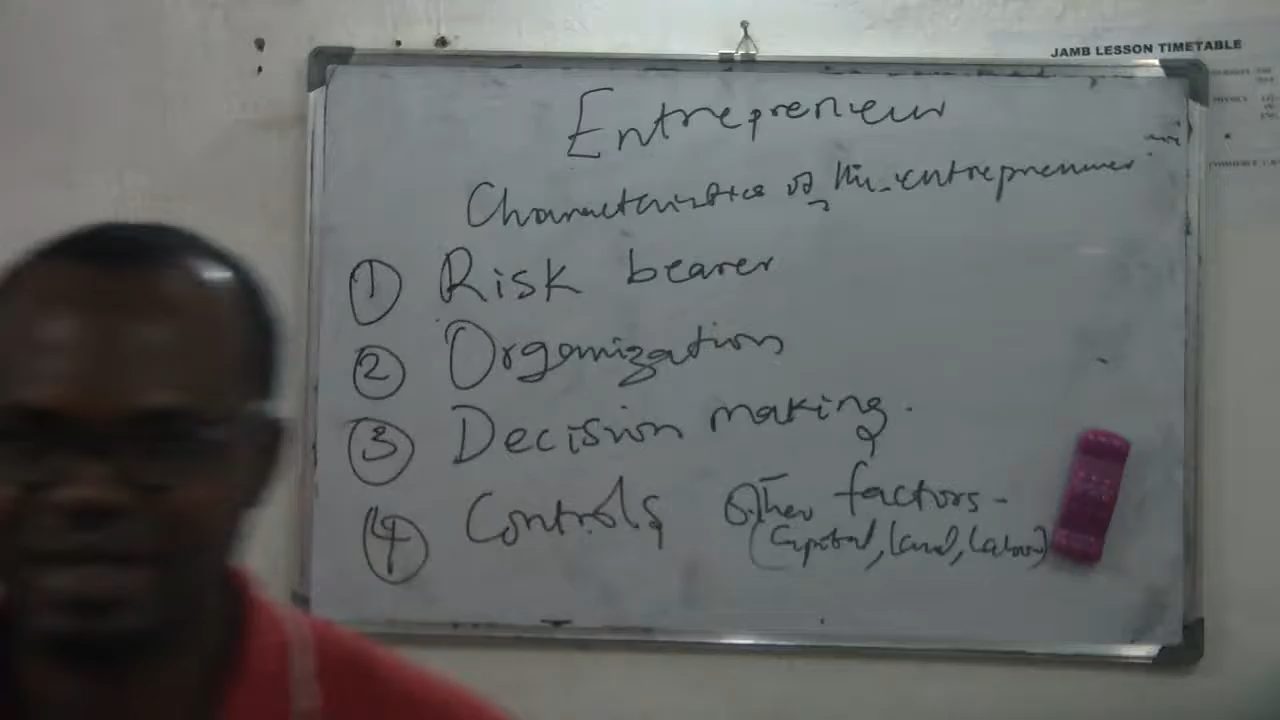 JAMB LESSON TIMETABLE
Entrepreneur
Characteristics of the entreprenuer
① Risk bearer
② Organization
③ Decision making.
④ Controls Other factors -
(Capital, Land, Labour)